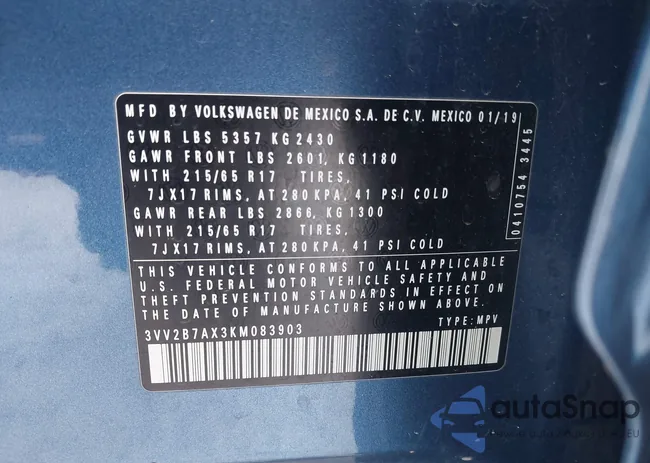 MFD BY VOLKSWAGEN DE MEXICO S.A. DE C.V. MEXICO 01/19
GVWR LBS 5357 KG 2430
GAWR FRONT LBS 2601, KG 1180
WITH 215/65 R17 TIRES,
7JX17 RIMS, AT 280 KPA, 41 PSI COLD
GAWR REAR LBS 2866, KG 1300
WITH 215/65 R17 TIRES,
7JX17 RIMS, AT 280 KPA, 41 PSI COLD
0410754 3445
THIS VEHICLE CONFORMS TO ALL APPLICABLE
U.S. FEDERAL MOTOR VEHICLE SAFETY AND
THEFT PREVENTION STANDARDS IN EFFECT ON
THE DATE OF MANUFACTURE SHOWN ABOVE.
3VV2B7AX3KM083903 TYPE: MPV
autoSnap